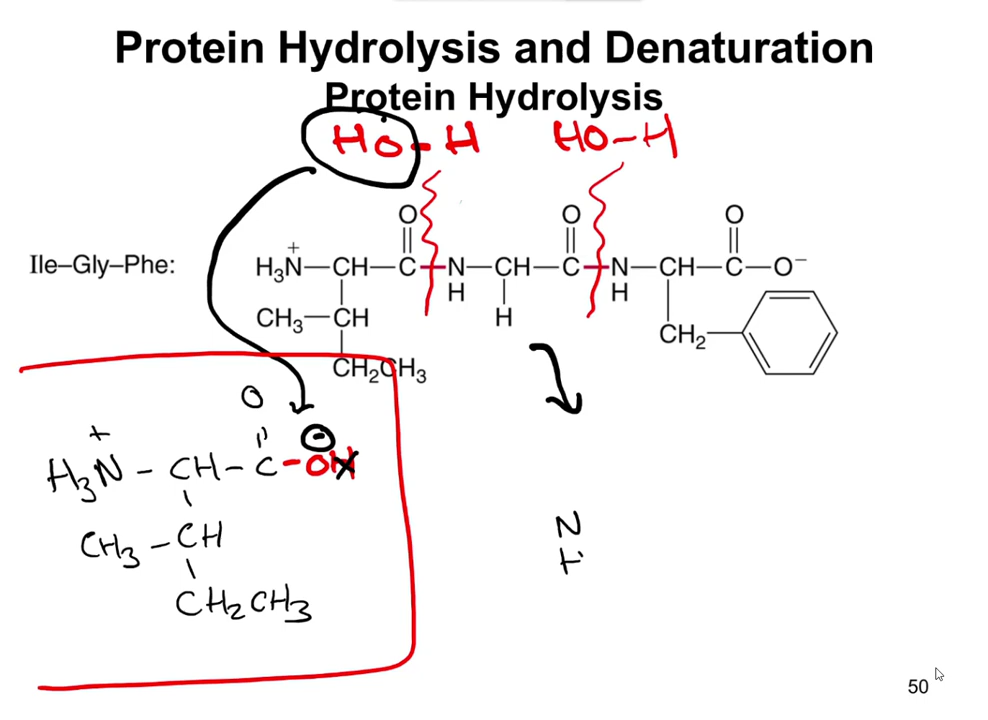 Protein Hydrolysis and Denaturation
Protein Hydrolysis
HO-H HO-H
O O O
+
Ile–Gly–Phe: H3N—CH—C—N—CH—C—N—CH—C—O−
H H
CH3—CH H CH2
CH2CH3
O
+ −
H3N - CH - C - OH
CH3 - CH
CH2CH3
N
H
50